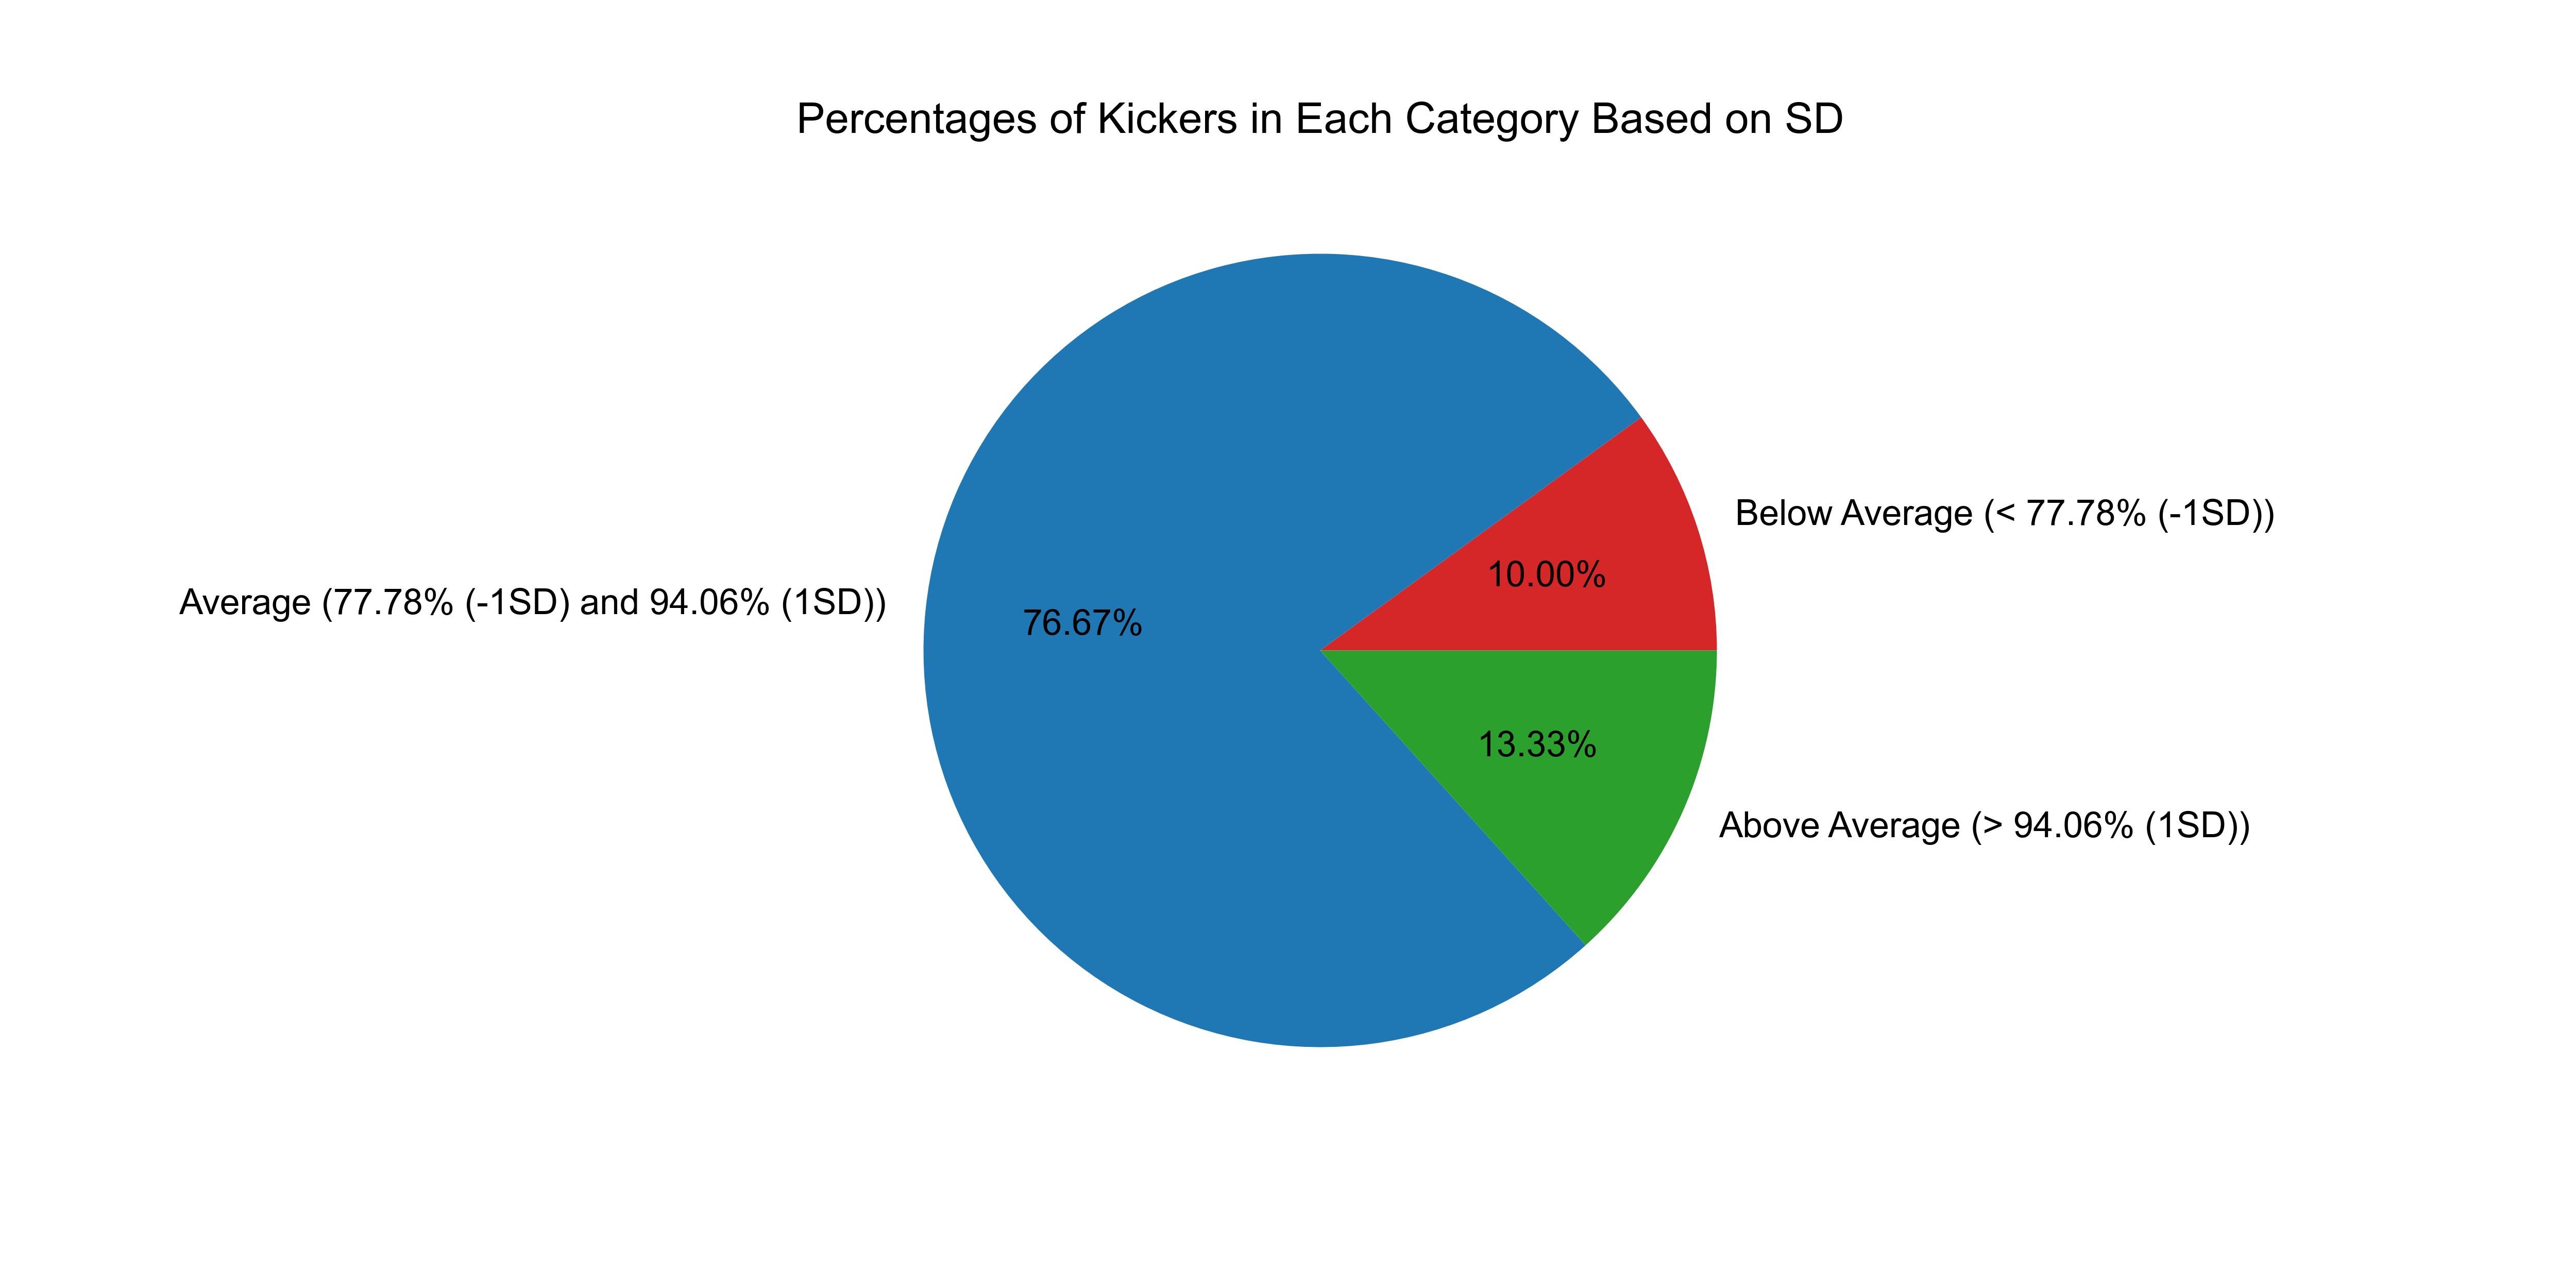 Percentages of Kickers in Each Category Based on SD
Below Average (< 77.78% (-1SD))
10.00%
Average (77.78% (-1SD) and 94.06% (1SD))
76.67%
13.33%
Above Average (> 94.06% (1SD))